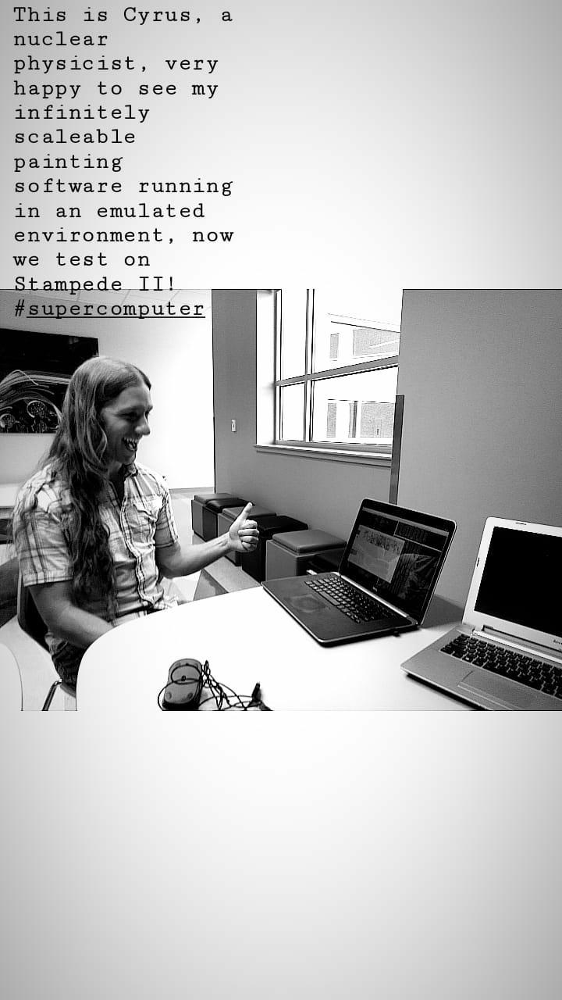 This is Cyrus, a
nuclear
physicist, very
happy to see my
infinitely
scaleable
painting
software running
in an emulated
environment, now
we test on
Stampede II!
#supercomputer